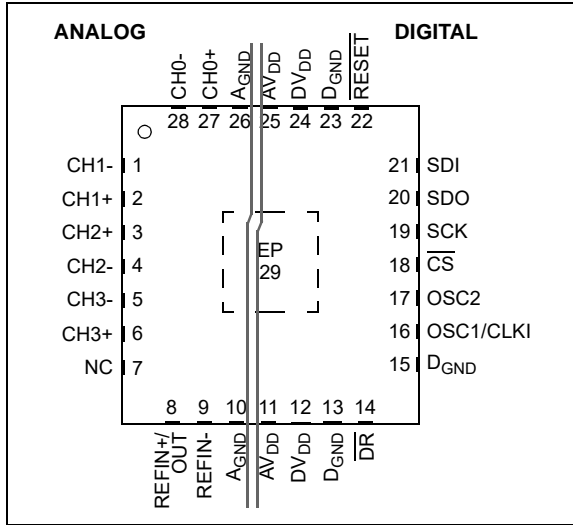 ANALOG DIGITAL
CH0- CH0+ AGND AVDD DVDD DGND RESET
28 27 26 25 24 23 22
CH1- 1 21 SDI
CH1+ 2 20 SDO
CH2+ 3 19 SCK
CH2- 4 EP 18 CS
CH3- 5 29 17 OSC2
CH3+ 6 16 OSC1/CLKI
NC 7 15 DGND
8 9 10 11 12 13 14
REFIN+/OUT REFIN- AGND AVDD DVDD DGND DR